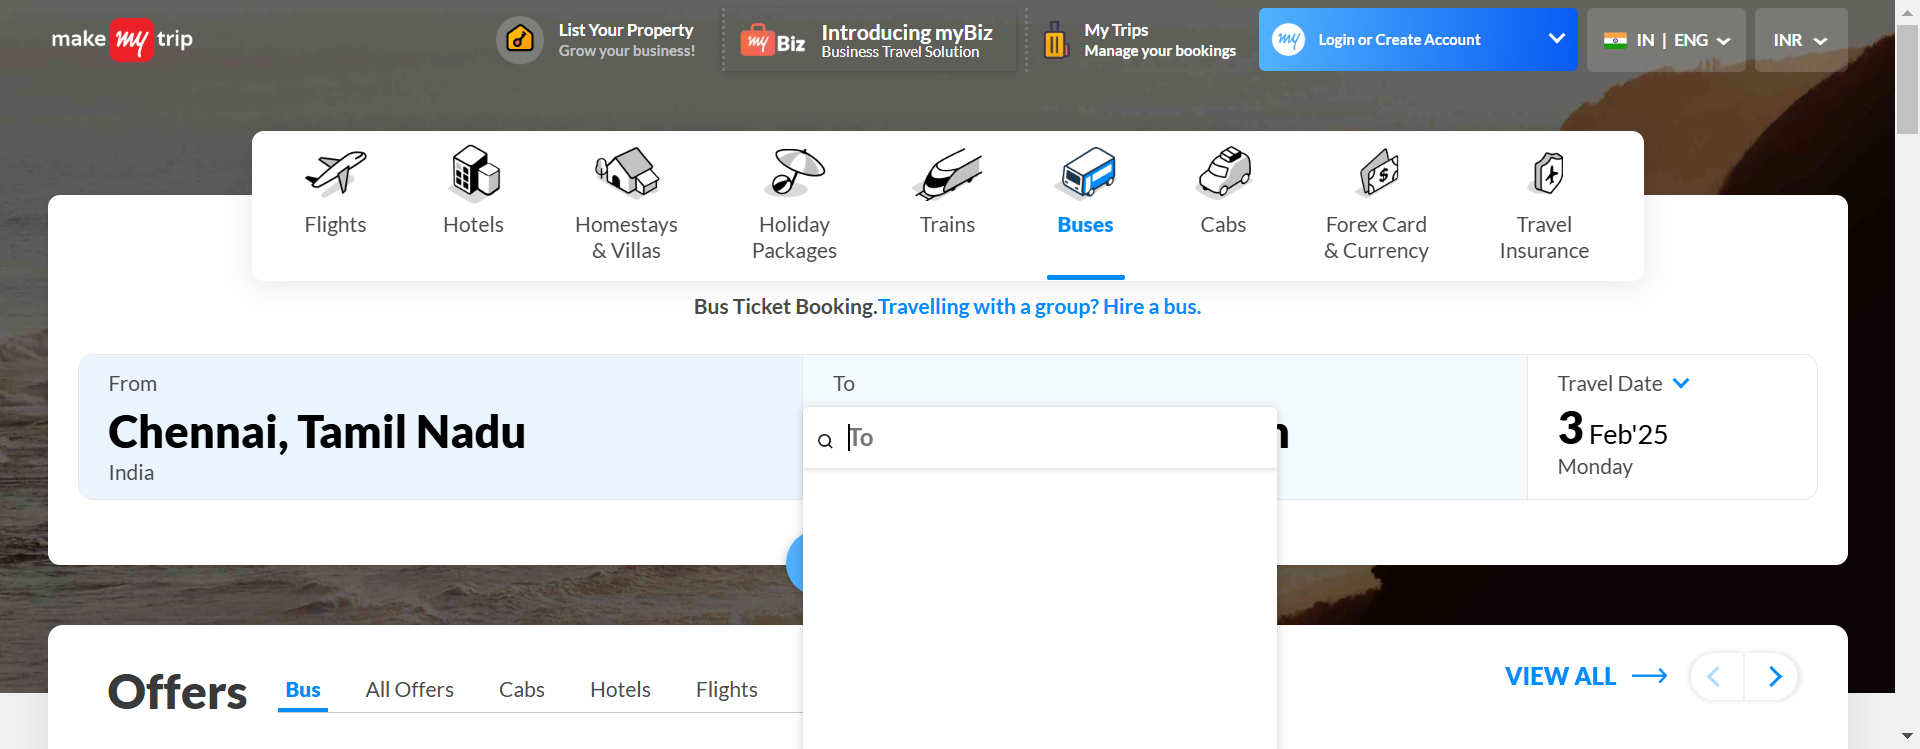 make my trip
List Your Property
Grow your business!
my Biz
Introducing myBiz
Business Travel Solution
My Trips
Manage your bookings
my
Login or Create Account
IN | ENG
INR
Flights
Hotels
Homestays
& Villas
Holiday
Packages
Trains
Buses
Cabs
Forex Card
& Currency
Travel
Insurance
Bus Ticket Booking.Travelling with a group? Hire a bus.
From
Chennai, Tamil Nadu
India
To
To
Travel Date
3 Feb'25
Monday
Offers
Bus
All Offers
Cabs
Hotels
Flights
VIEW ALL